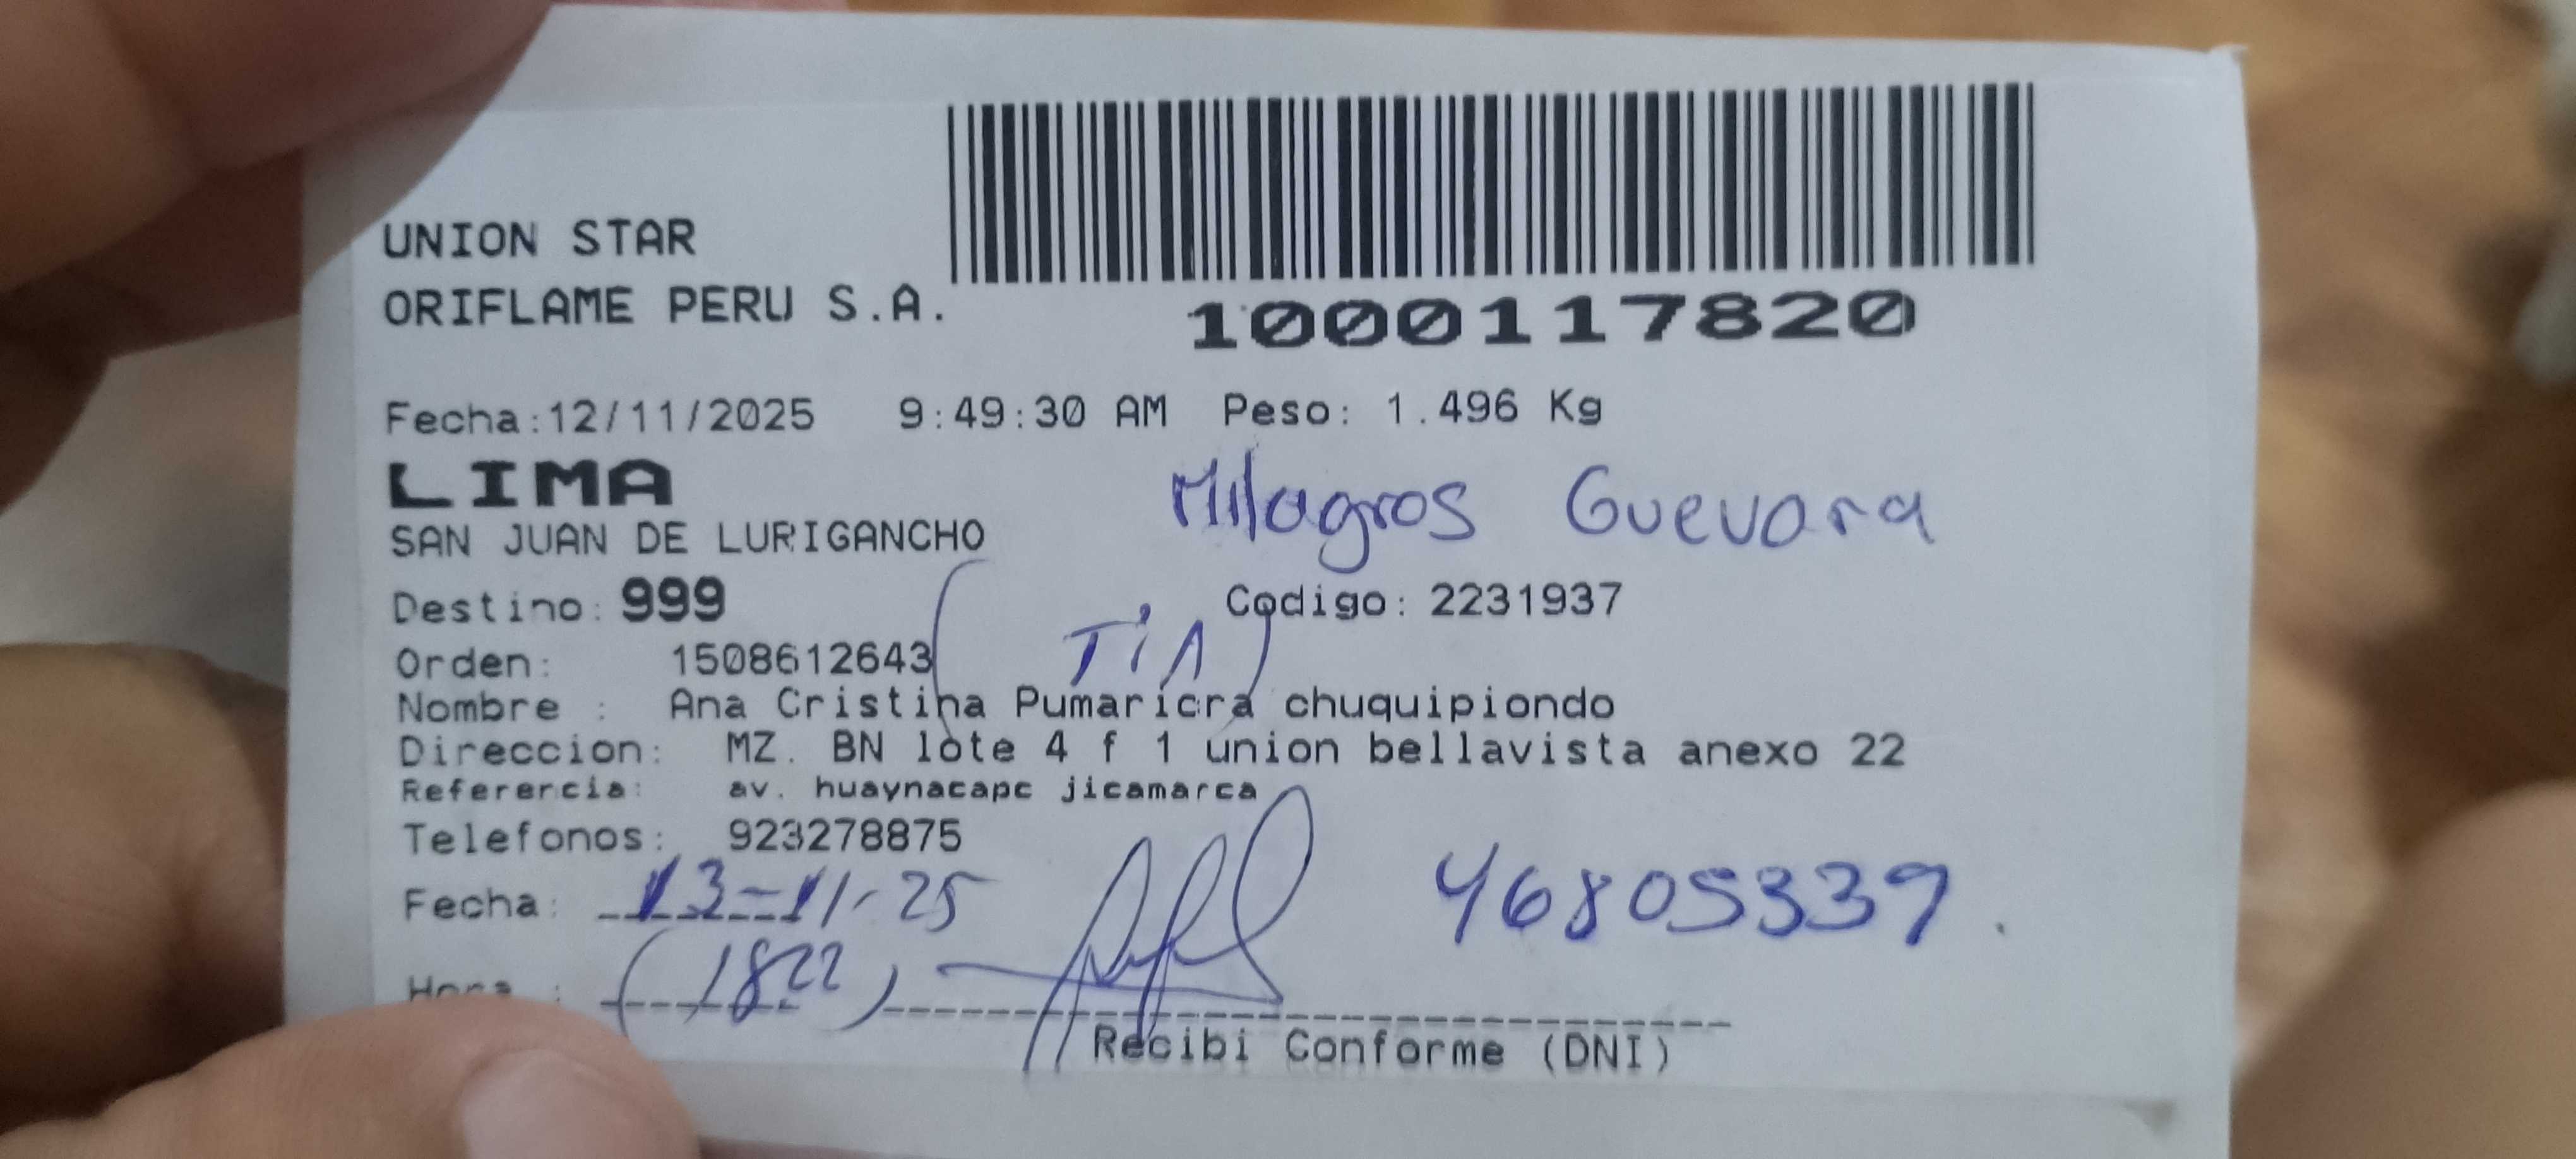 UNION STAR
ORIFLAME PERU S.A.
1000117820
Fecha:12/11/2025 9:49:30 AM Peso: 1.496 Kg
LIMA
Milagros Guevara
SAN JUAN DE LURIGANCHO
Destino: 999 Codigo: 2231937
(TiA)
Orden: 1508612643
Nombre : Ana Cristina Pumaricra chuquipiondo
Direccion: MZ. BN lote 4 f 1 union bellavista anexo 22
Referencia: av. huaynacapc jicamarca
Telefonos: 923278875
Fecha: 13-11-25 46805339.
Hora : (1822)
Recibi Conforme (DNI)